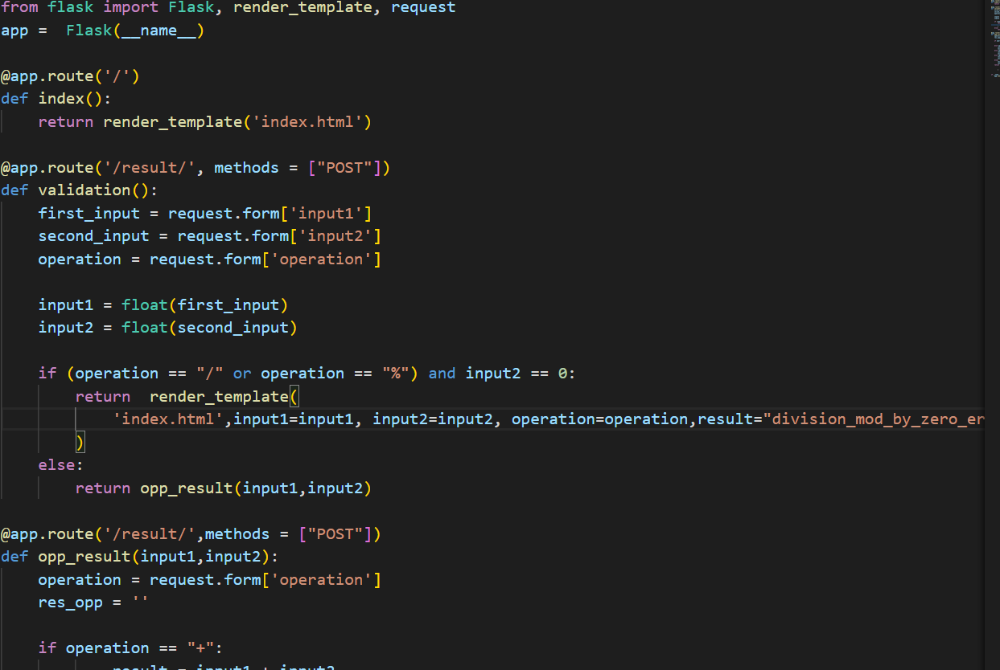 from flask import Flask, render_template, request
app =  Flask(__name__)

@app.route('/')
def index():
    return render_template('index.html')

@app.route('/result/', methods = ["POST"])
def validation():
    first_input = request.form['input1']
    second_input = request.form['input2']
    operation = request.form['operation']

    input1 = float(first_input)
    input2 = float(second_input)

    if (operation == "/" or operation == "%") and input2 == 0:
        return  render_template(
            'index.html',input1=input1, input2=input2, operation=operation,result="division_mod_by_zero_er
        )
    else:
        return opp_result(input1,input2)

@app.route('/result/',methods = ["POST"])
def opp_result(input1,input2):
    operation = request.form['operation']
    res_opp = ''

    if operation == "+":
            result = input1 + input2